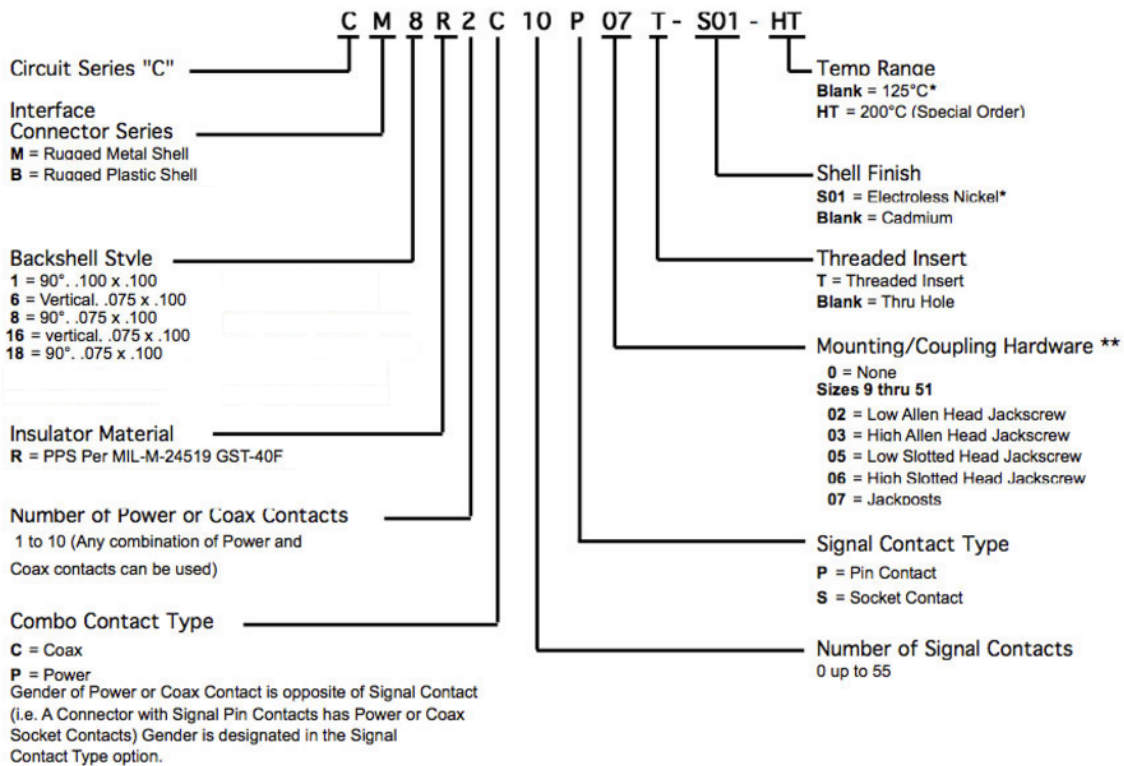 C M 8 R 2 C 10 P 07 T - S01 - HT
Circuit Series "C"
Interface
Connector Series
M = Rugged Metal Shell
B = Rugged Plastic Shell
Backshell Style
1 = 90°. .100 x .100
6 = Vertical. .075 x .100
8 = 90°. .075 x .100
16 = vertical. .075 x .100
18 = 90°. .075 x .100
Insulator Material
R = PPS Per MIL-M-24519 GST-40F
Number of Power or Coax Contacts
1 to 10 (Any combination of Power and
Coax contacts can be used)
Combo Contact Type
C = Coax
P = Power
Gender of Power or Coax Contact is opposite of Signal Contact
(i.e. A Connector with Signal Pin Contacts has Power or Coax
Socket Contacts) Gender is designated in the Signal
Contact Type option.
Temp Range
Blank = 125°C*
HT = 200°C (Special Order)
Shell Finish
S01 = Electroless Nickel*
Blank = Cadmium
Threaded Insert
T = Threaded Insert
Blank = Thru Hole
Mounting/Coupling Hardware **
0 = None
Sizes 9 thru 51
02 = Low Allen Head Jackscrew
03 = High Allen Head Jackscrew
05 = Low Slotted Head Jackscrew
06 = High Slotted Head Jackscrew
07 = Jackposts
Signal Contact Type
P = Pin Contact
S = Socket Contact
Number of Signal Contacts
0 up to 55